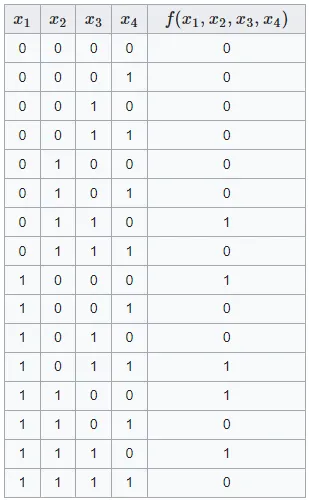 x₁ x₂ x₃ x₄ f(x₁, x₂, x₃, x₄)
0 0 0 0 0
0 0 0 1 0
0 0 1 0 0
0 0 1 1 0
0 1 0 0 0
0 1 0 1 0
0 1 1 0 1
0 1 1 1 0
1 0 0 0 1
1 0 0 1 0
1 0 1 0 0
1 0 1 1 1
1 1 0 0 1
1 1 0 1 0
1 1 1 0 1
1 1 1 1 0